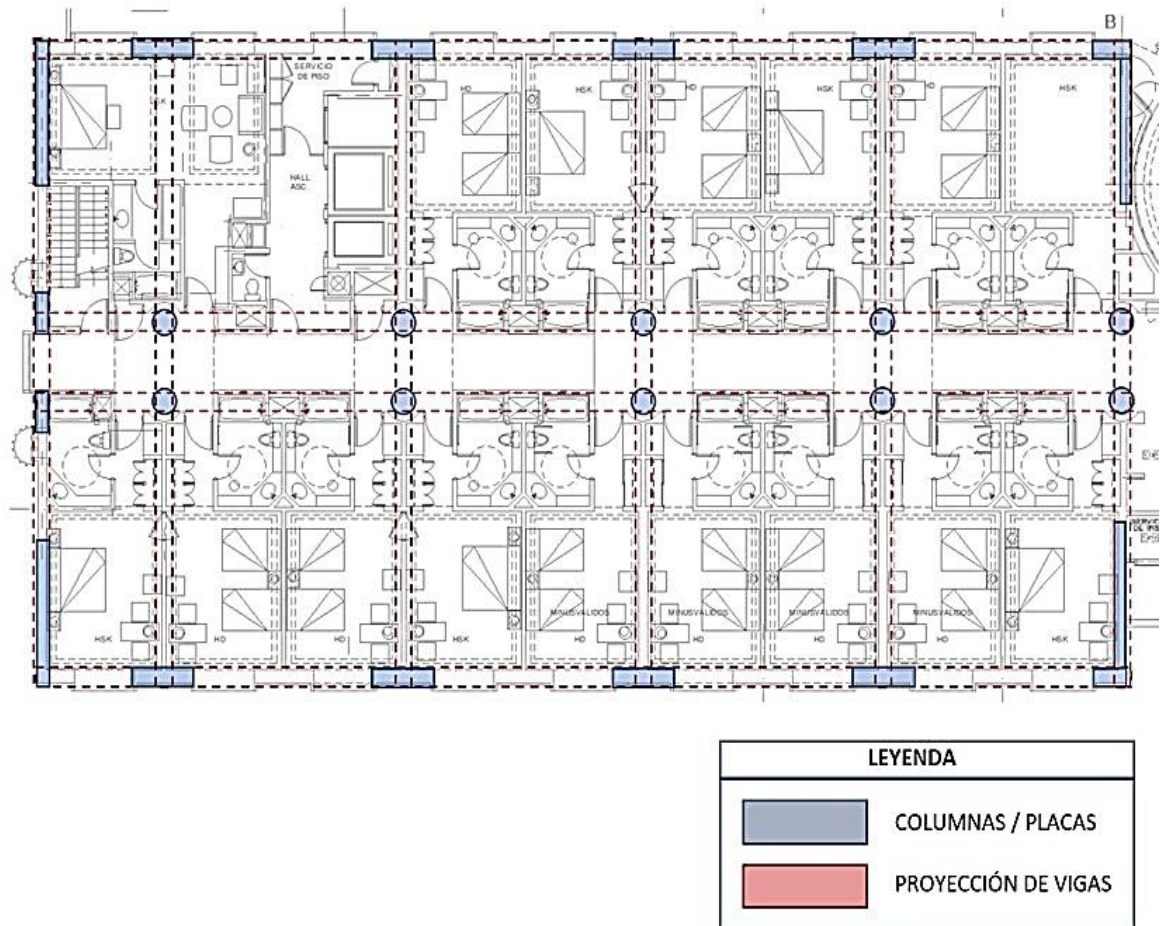 B
SERVICIO
DE PISO
HSK
HD
HSK
HD
HSK
HD
HSK
HALL
ASC.
MINUSVALIDOS
MINUSVALIDOS
MINUSVALIDOS
MINUSVALIDOS
HSK
HD
HD
HSK
HD
HD
HD
HD
HSK
LEYENDA
COLUMNAS / PLACAS
PROYECCIÓN DE VIGAS